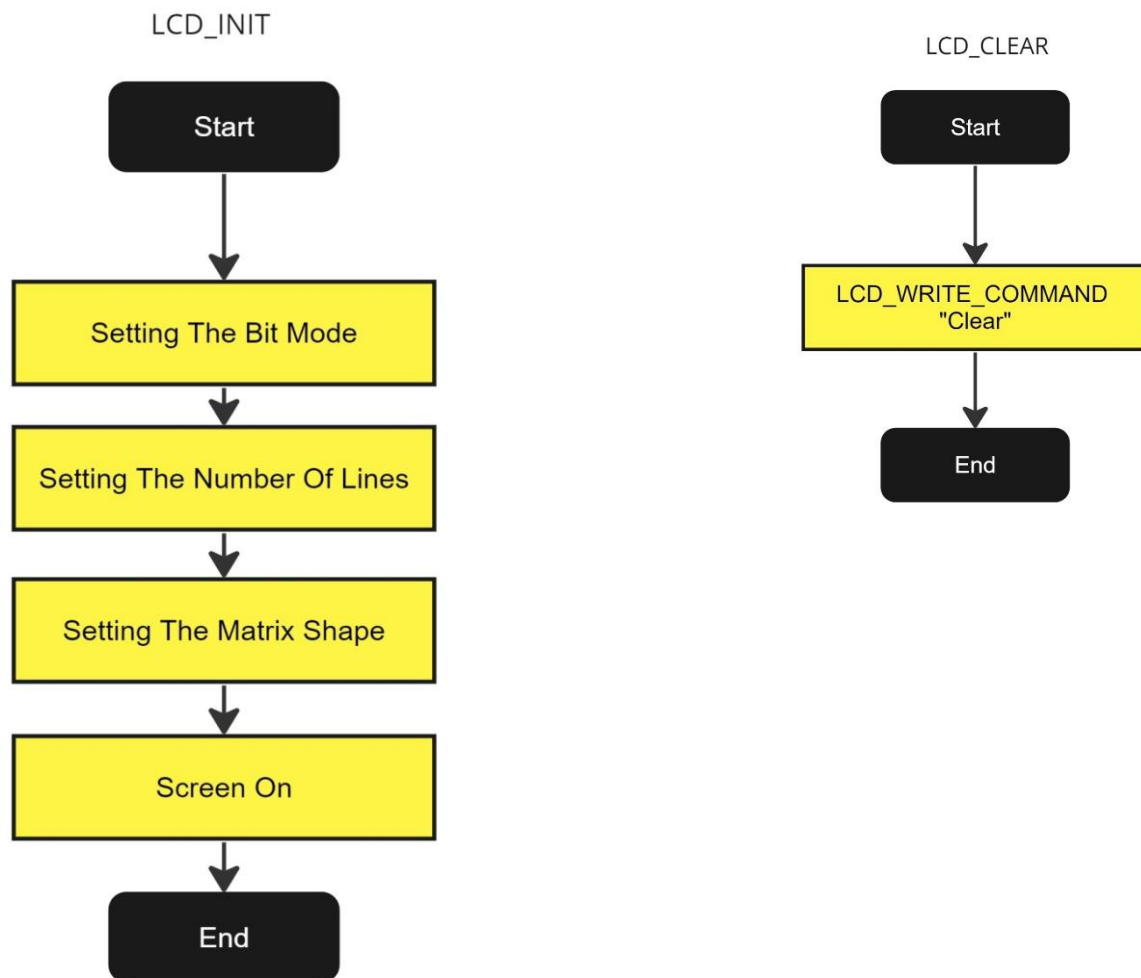 LCD_INIT
Start
Setting The Bit Mode
Setting The Number Of Lines
Setting The Matrix Shape
Screen On
End
LCD_CLEAR
Start
LCD_WRITE_COMMAND
"Clear"
End